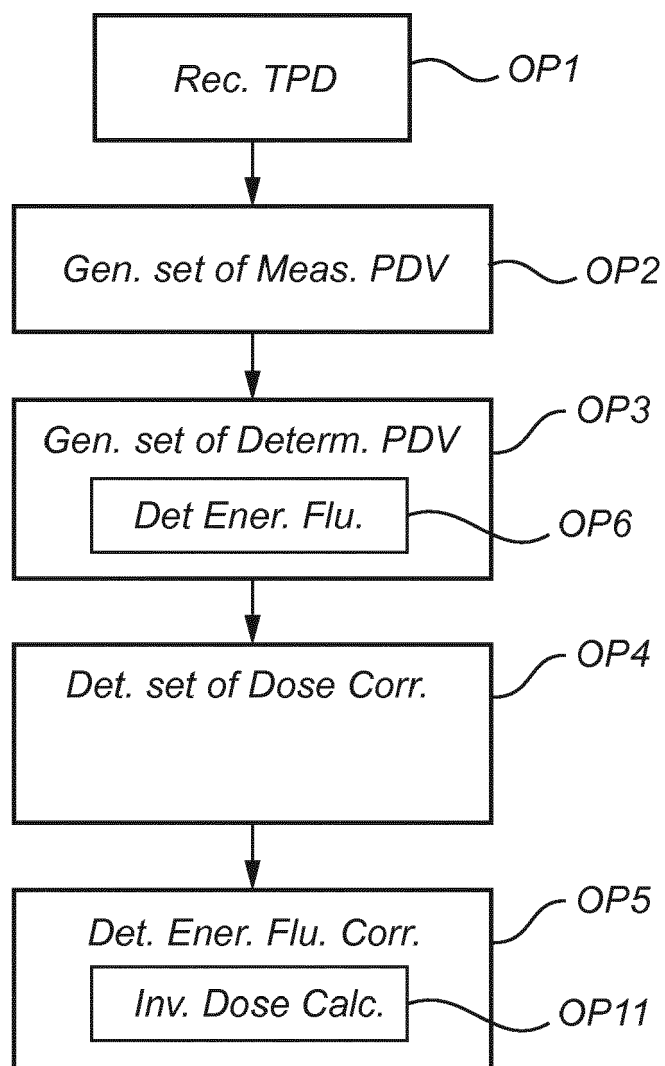 Rec. TPD
OP1
Gen. set of Meas. PDV
OP2
Gen. set of Determ. PDV
OP3
Det Ener. Flu.
OP6
Det. set of Dose Corr.
OP4
Det. Ener. Flu. Corr.
OP5
Inv. Dose Calc.
OP11